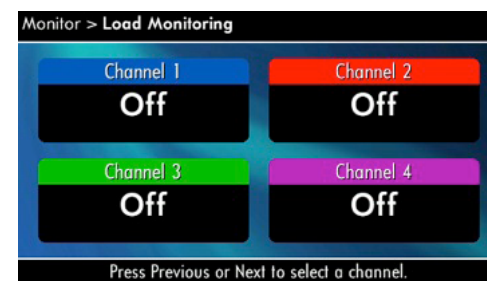 Monitor > Load Monitoring
Channel 1
Off
Channel 2
Off
Channel 3
Off
Channel 4
Off
Press Previous or Next to select a channel.